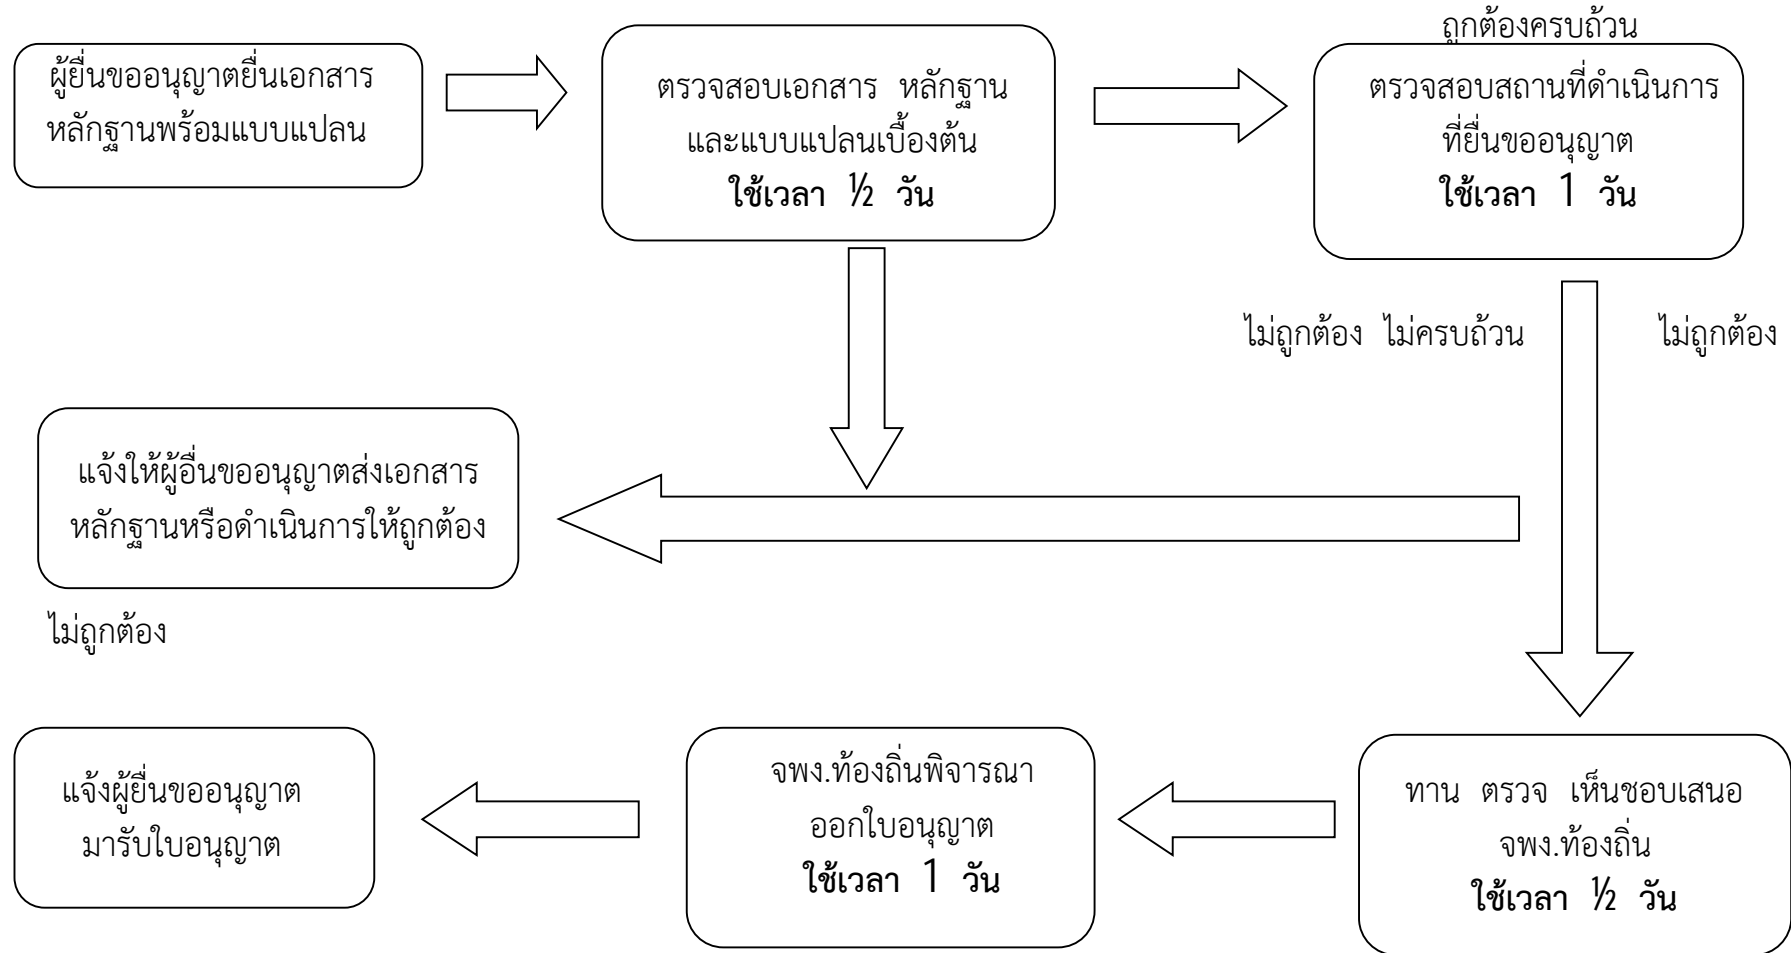 ถูกต้องครบถ้วน
ผู้ยื่นขออนุญาตยื่นเอกสาร
หลักฐานพร้อมแบบแปลน
ตรวจสอบเอกสาร หลักฐาน
และแบบแปลนเบื้องต้น
ใช้เวลา ½ วัน
ตรวจสอบสถานที่ดำเนินการ
ที่ยื่นขออนุญาต
ใช้เวลา 1 วัน
ไม่ถูกต้อง ไม่ครบถ้วน
ไม่ถูกต้อง
แจ้งให้ผู้อื่นขออนุญาตส่งเอกสาร
หลักฐานหรือดำเนินการให้ถูกต้อง
ไม่ถูกต้อง
แจ้งผู้ยื่นขออนุญาต
มารับใบอนุญาต
จพง.ท้องถิ่นพิจารณา
ออกใบอนุญาต
ใช้เวลา 1 วัน
ทาน ตรวจ เห็นชอบเสนอ
จพง.ท้องถิ่น
ใช้เวลา ½ วัน